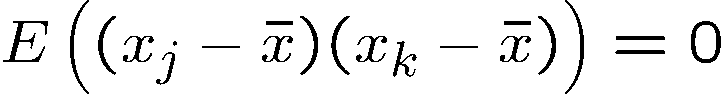 E((x_j − x̄)(x_k − x̄)) = 0